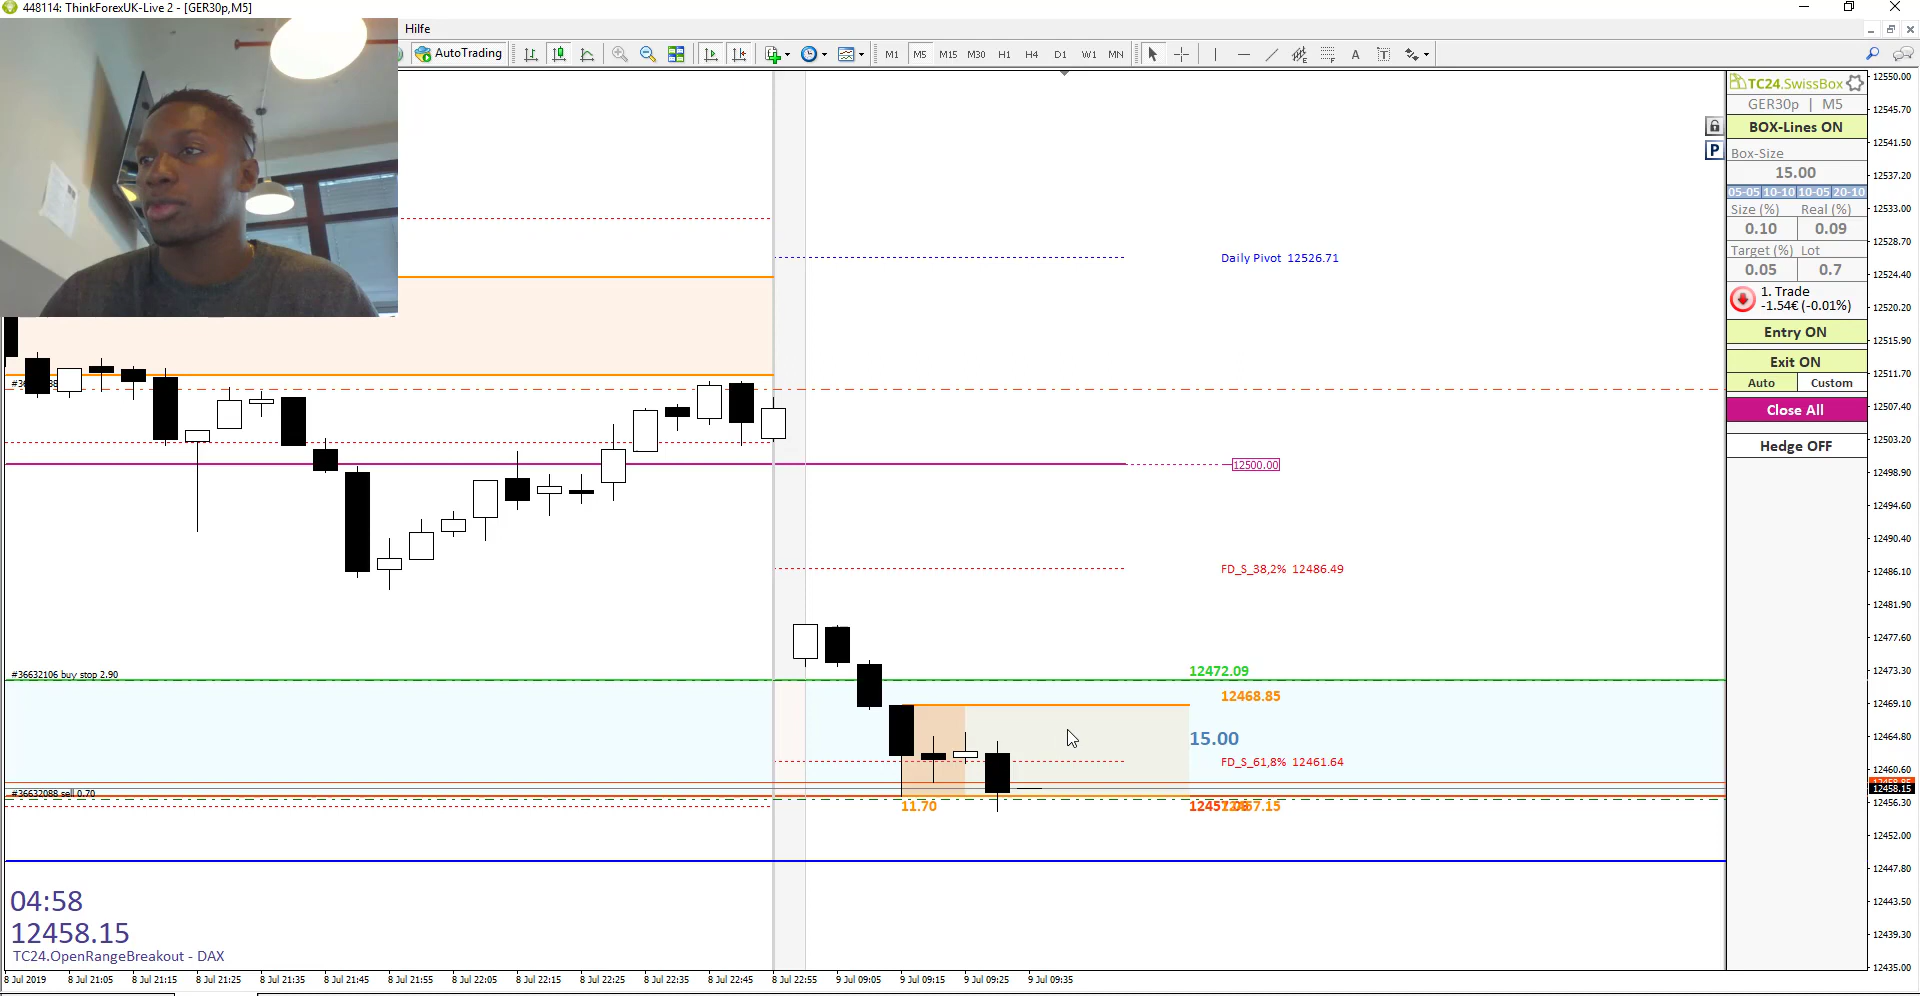 448114: ThinkForexUK-Live 2 - [GER30p,M5]
Hilfe
AutoTrading
M1 M5 M15 M30 H1 H4 D1 W1 MN
A T
TC24.SwissBox
GER30p | M5
BOX-Lines ON
P
Box-Size
15.00
05-05 10-10 10-05 20-10
Size (%) Real (%)
0.10 0.09
Target (%) Lot
0.05 0.7
1. Trade
-1.54€ (-0.01%)
Entry ON
Exit ON
Auto Custom
Close All
Hedge OFF
12550.00
12545.70
12541.50
12537.20
12533.00
12528.70
12524.40
12520.20
12515.90
12511.70
12507.40
12503.20
12498.90
12494.60
12490.40
12486.10
12481.90
12477.60
12473.30
12469.10
12464.80
12460.60
12458.15
12456.30
12452.00
12447.80
12443.50
12439.30
12435.00
Daily Pivot 12526.71
12500.00
FD_S_38,2% 12486.49
#36632106 buy stop 2.90
12472.09
12468.85
15.00
FD_S_61,8% 12461.64
#36632088 sell 0.70
11.70
04:58
12458.15
TC24.OpenRangeBreakout - DAX
8 Jul 2019 8 Jul 21:05 8 Jul 21:15 8 Jul 21:25 8 Jul 21:35 8 Jul 21:45 8 Jul 21:55 8 Jul 22:05 8 Jul 22:15 8 Jul 22:25 8 Jul 22:35 8 Jul 22:45 8 Jul 22:55 9 Jul 09:05 9 Jul 09:15 9 Jul 09:25 9 Jul 09:35